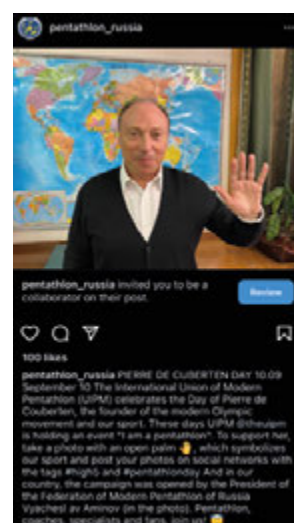 pentathlon_russia
pentathlon_russia invited you to be a
collaborator on their post.
Review
100 likes
pentathlon_russia PIERRE DE CUBERTEN DAY 10.09
September 10 The International Union of Modern
Pentathlon (UIPM) celebrates the Day of Pierre de
Couberten, the founder of the modern Olympic
movement and our sport. These days UIPM @theuipm
is holding an event "I am a pentathlon". To support her,
take a photo with an open palm 🤚, which symbolizes
our sport and post your photos on social networks with
the tags #high5 and #pentathlonday And in our
country, the campaign was opened by the President of
the Federation of Modern Pentathlon of Russia
Vyachesl av Aminov (in the photo). Pentathlon,
coaches, specialists and fans, join us!